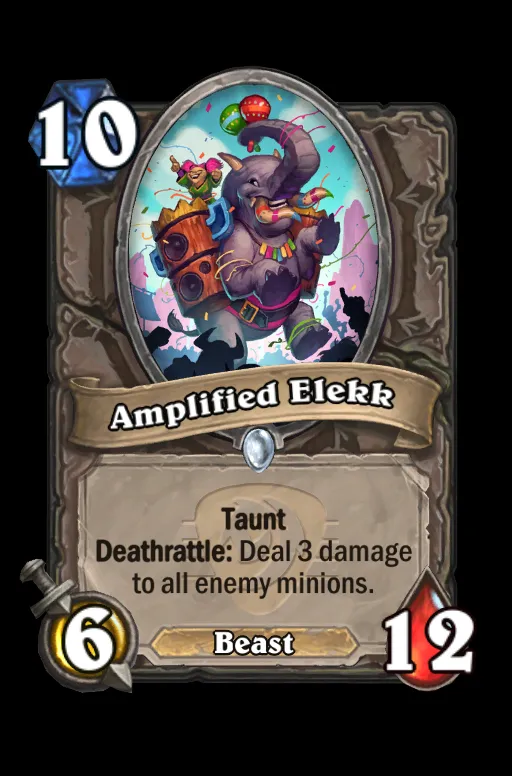 10
Amplified Elekk
Taunt
Deathrattle: Deal 3 damage
to all enemy minions.
6
Beast
12